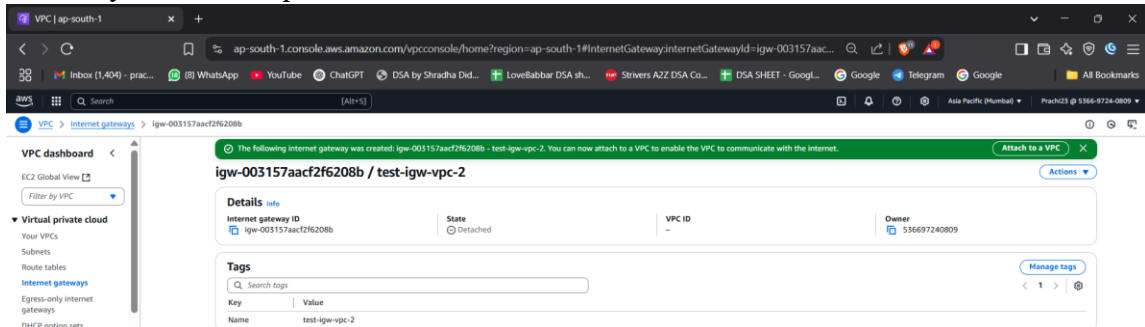 VPC | ap-south-1
ap-south-1.console.aws.amazon.com/vpcconsole/home?region=ap-south-1#InternetGateway:internetGatewayId=igw-003157aac...
Inbox (1,404) - prac... (8) WhatsApp YouTube ChatGPT DSA by Shradha Did... LoveBabbar DSA sh... Strivers A2Z DSA Co... DSA SHEET - Googl... Google Telegram Google All Bookmarks
aws Search [Alt+S] Asia Pacific (Mumbai) Prachi23 @ 5366-9724-0809
VPC > Internet gateways > igw-003157aacf2f6208b
VPC dashboard
EC2 Global View
Filter by VPC
Virtual private cloud
Your VPCs
Subnets
Route tables
Internet gateways
Egress-only internet
gateways
DHCP option sets
The following internet gateway was created: igw-003157aacf2f6208b - test-igw-vpc-2. You can now attach to a VPC to enable the VPC to communicate with the internet. Attach to a VPC
igw-003157aacf2f6208b / test-igw-vpc-2 Actions
Details Info
Internet gateway ID State VPC ID Owner
igw-003157aacf2f6208b Detached – 536697240809
Tags Manage tags
Search tags 1
Key Value
Name test-igw-vpc-2